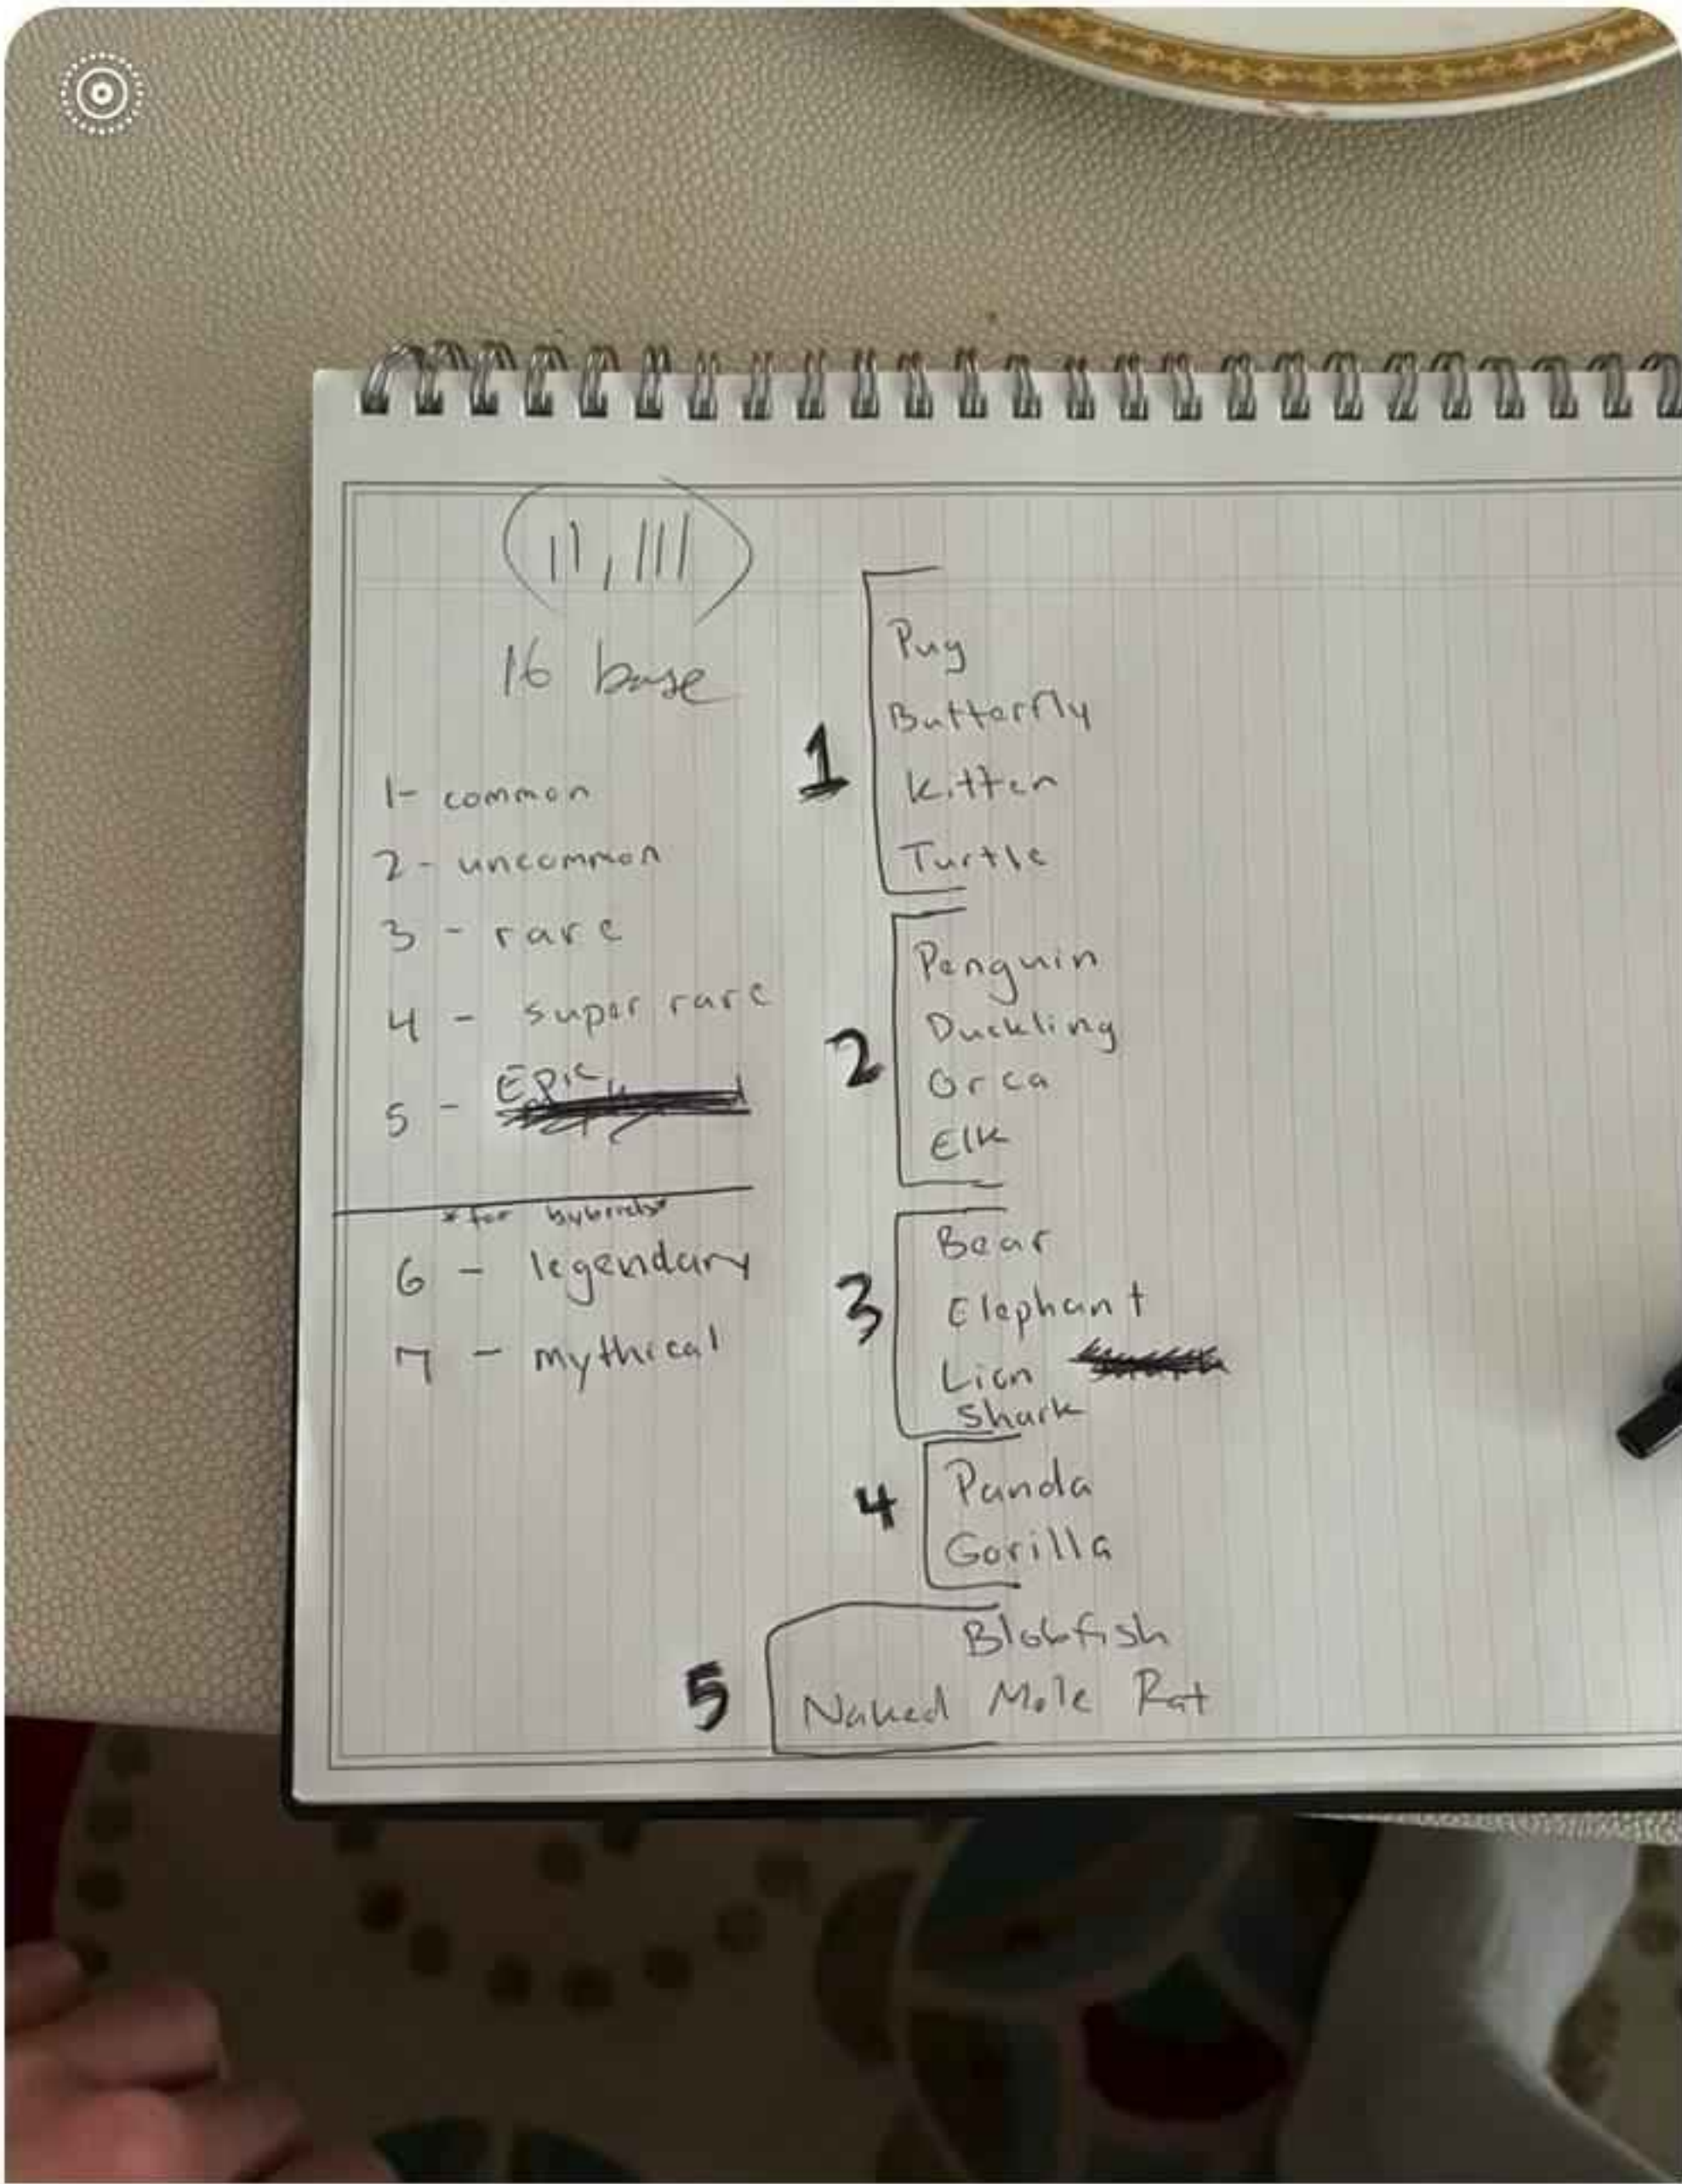 11,111
16 base
1- common
2- uncommon
3 - rare
4 - super rare
5 - Epic
*for hybrids*
6 - legendary
7 - mythical
1
Pug
Butterfly
Kitten
Turtle
2
Penguin
Duckling
Orca
Elk
3
Bear
Elephant
Lion
Shark
4
Panda
Gorilla
5
Blobfish
Naked Mole Rat